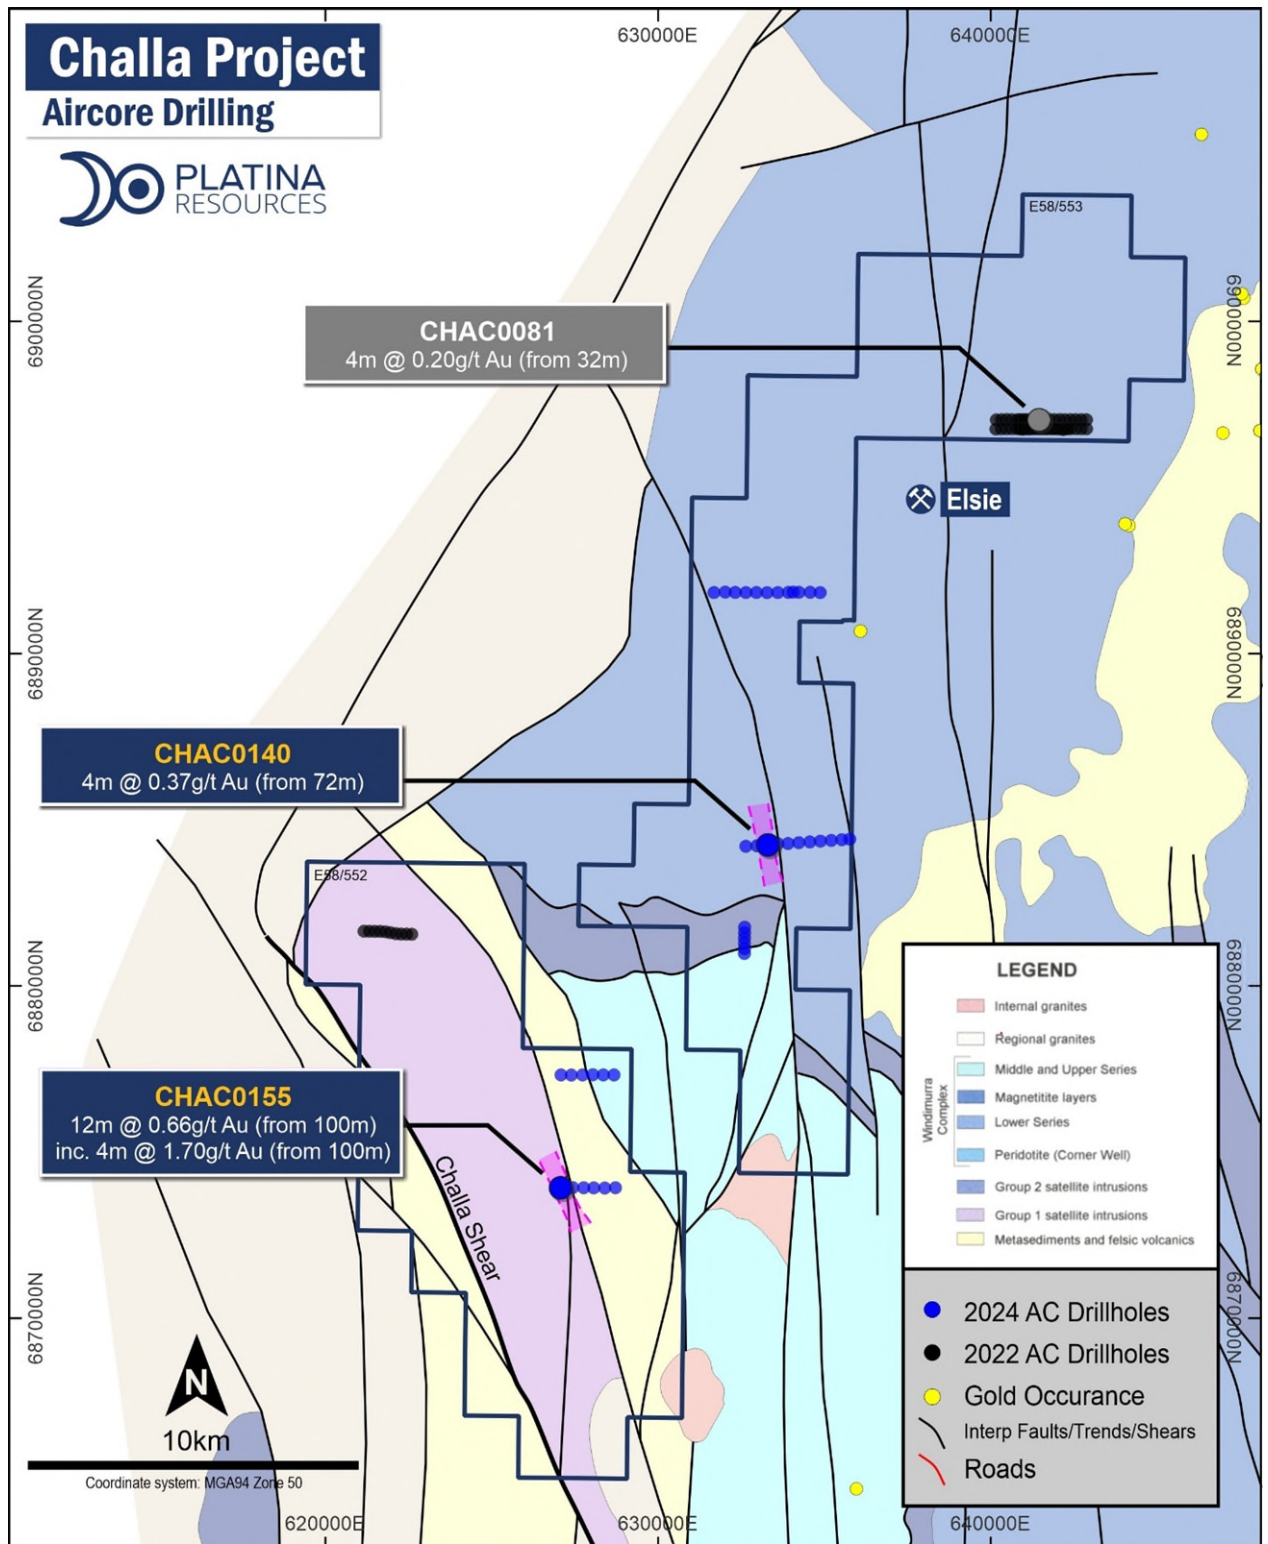 Challa Project
Aircore Drilling
PLATINA
RESOURCES
630000E
640000E
E58/553
6900000N
6900000N
CHAC0081
4m @ 0.20g/t Au (from 32m)
Elsie
6890000N
6890000N
CHAC0140
4m @ 0.37g/t Au (from 72m)
E58/552
6880000N
6880000N
CHAC0155
12m @ 0.66g/t Au (from 100m)
inc. 4m @ 1.70g/t Au (from 100m)
Challa Shear
LEGEND
Internal granites
Regional granites
Windimurra
Complex
Middle and Upper Series
Magnetitite layers
Lower Series
Peridotite (Corner Well)
Group 2 satellite intrusions
Group 1 satellite intrusions
Metasediments and felsic volcanics
2024 AC Drillholes
2022 AC Drillholes
Gold Occurance
Interp Faults/Trends/Shears
Roads
6870000N
6870000N
N
10km
Coordinate system: MGA94 Zone 50
620000E
630000E
640000E